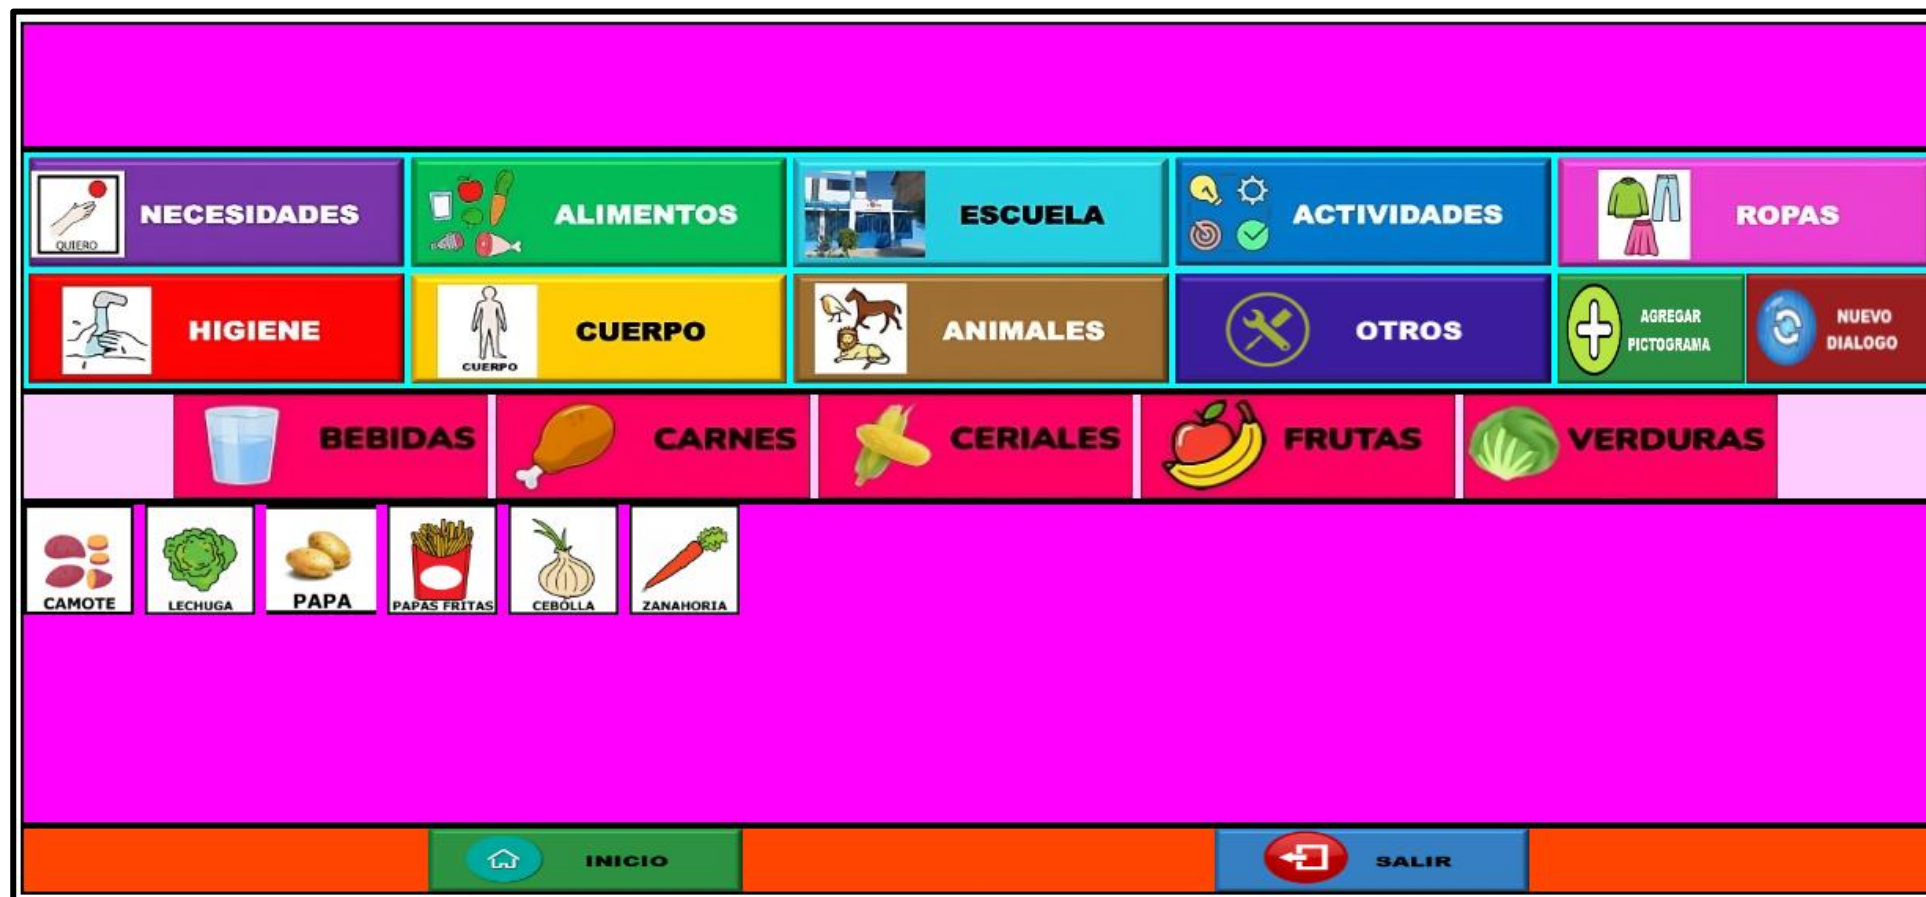 QUIERO
NECESIDADES
ALIMENTOS
ESCUELA
ACTIVIDADES
ROPAS
HIGIENE
CUERPO
CUERPO
ANIMALES
OTROS
AGREGAR
PICTOGRAMA
NUEVO
DIALOGO
BEBIDAS
CARNES
CERIALES
FRUTAS
VERDURAS
CAMOTE
LECHUGA
PAPA
PAPAS FRITAS
CEBOLLA
ZANAHORIA
INICIO
SALIR